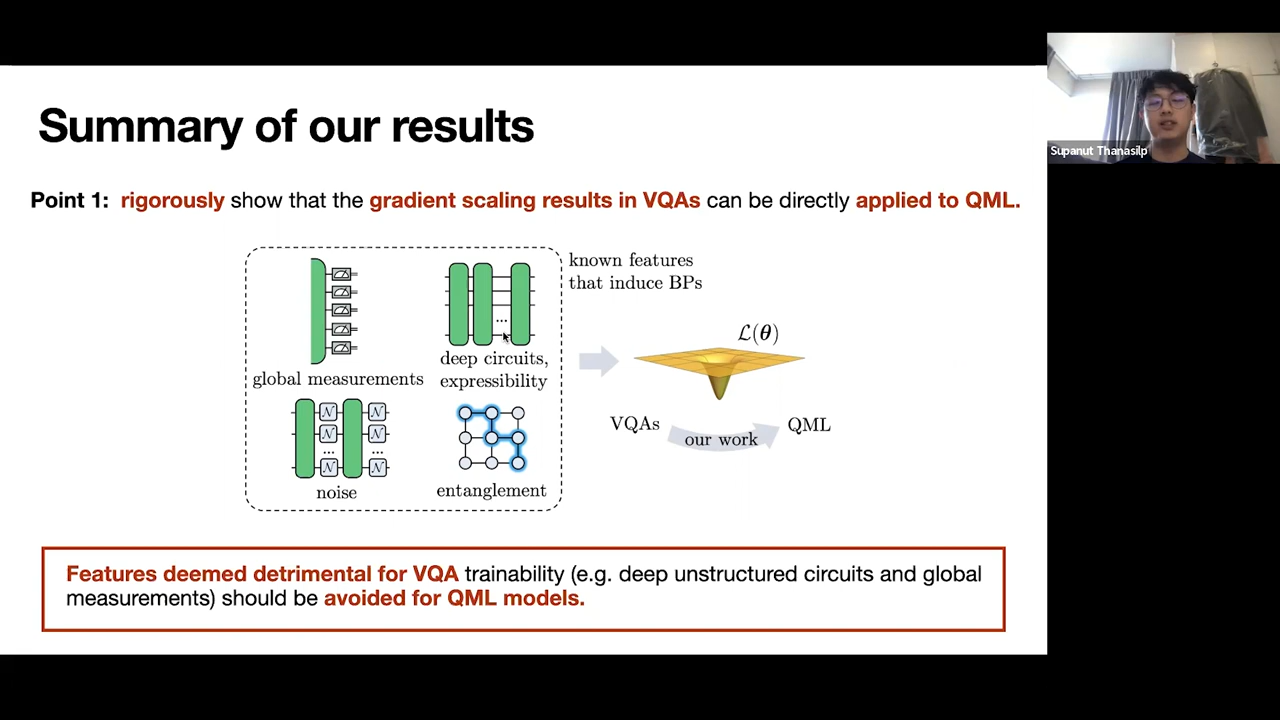 Summary of our results
Supanut Thanasilp
Point 1: rigorously show that the gradient scaling results in VQAs can be directly applied to QML.
known features
that induce BPs
...
deep circuits,
expressibility
global measurements
ℒ(θ)
VQAs
our work
QML
𝒩 𝒩
𝒩 𝒩
... ...
𝒩 𝒩
noise
entanglement
Features deemed detrimental for VQA trainability (e.g. deep unstructured circuits and global
measurements) should be avoided for QML models.